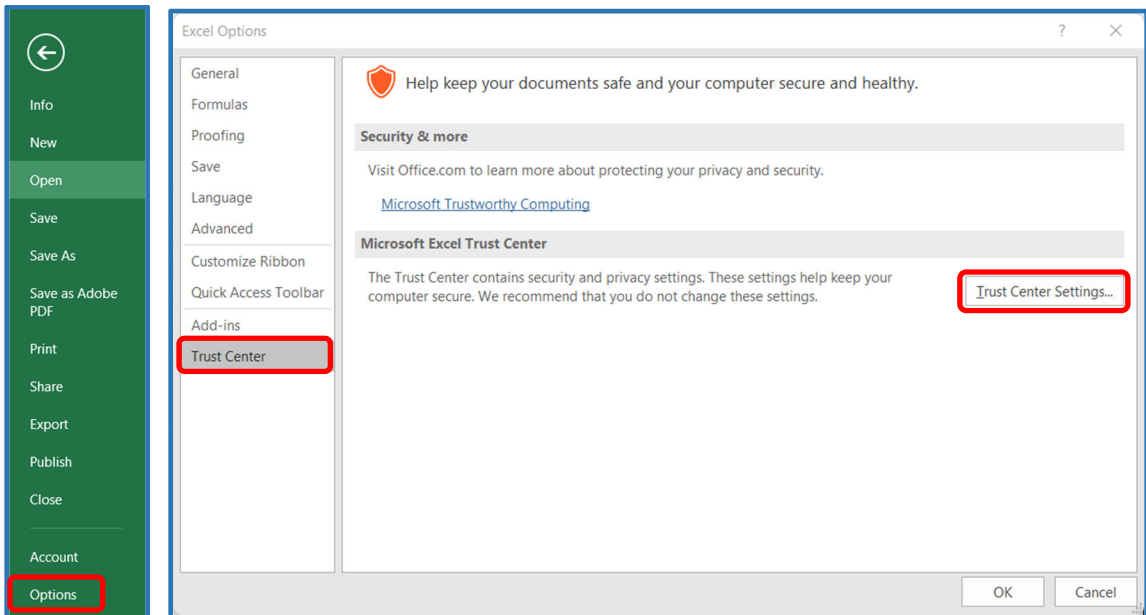 Info
New
Open
Save
Save As
Save as Adobe
PDF
Print
Share
Export
Publish
Close
Account
Options
Excel Options
?
General
Formulas
Proofing
Save
Language
Advanced
Customize Ribbon
Quick Access Toolbar
Add-ins
Trust Center
Help keep your documents safe and your computer secure and healthy.
Security & more
Visit Office.com to learn more about protecting your privacy and security.
Microsoft Trustworthy Computing
Microsoft Excel Trust Center
The Trust Center contains security and privacy settings. These settings help keep your
computer secure. We recommend that you do not change these settings.
Trust Center Settings...
OK
Cancel